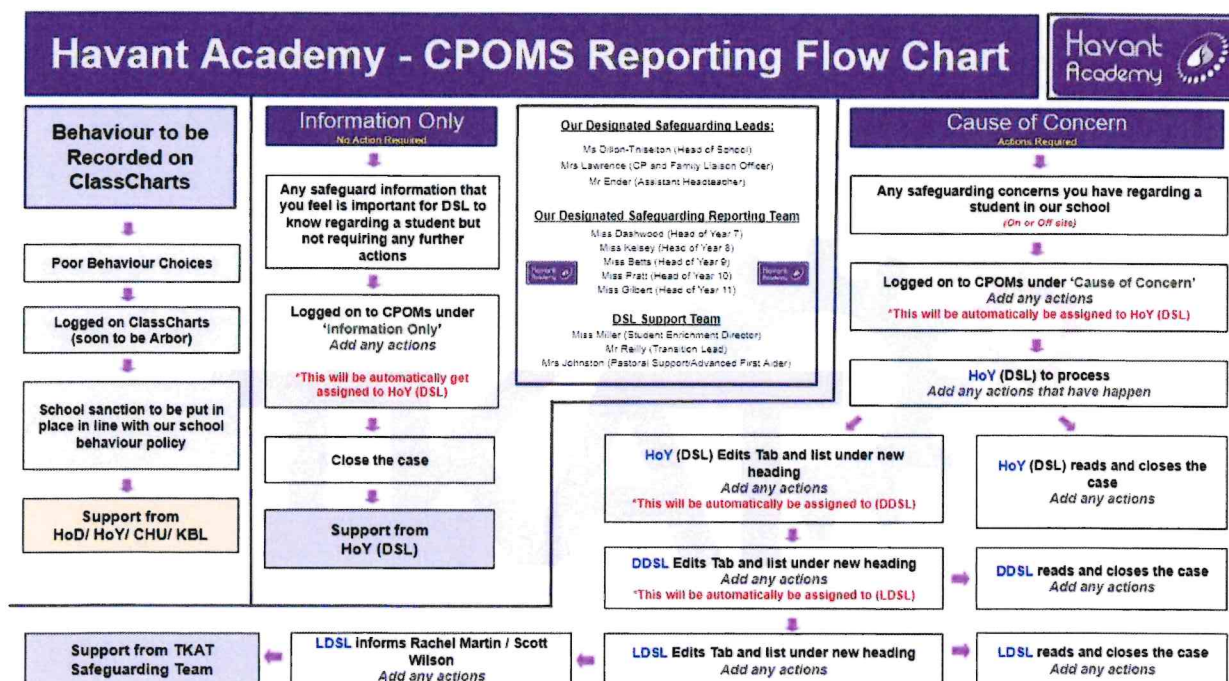 Havant Academy - CPOMS Reporting Flow Chart
Havant
Academy
Behaviour to be
Recorded on
ClassCharts
Poor Behaviour Choices
Logged on ClassCharts
(soon to be Arbor)
School sanction to be put in
place in line with our school
behaviour policy
Support from
HoD/ HoY/ CHU/ KBL
Information Only
No Action Required
Any safeguard information that
you feel is important for DSL to
know regarding a student but
not requiring any further
actions
Logged on to CPOMs under
‘Information Only’
Add any actions
*This will be automatically get
assigned to HoY (DSL)
Close the case
Support from
HoY (DSL)
Our Designated Safeguarding Leads:
Ms Dillon-Thiselton (Head of School)
Mrs Lawrence (CP and Family Liaison Officer)
Mr Ender (Assistant Headteacher)
Our Designated Safeguarding Reporting Team
Miss Dashwood (Head of Year 7)
Miss Kelsey (Head of Year 8)
Miss Betts (Head of Year 9)
Miss Pratt (Head of Year 10)
Miss Gilbert (Head of Year 11)
Havant
Academy
Havant
Academy
DSL Support Team
Miss Miller (Student Enrichment Director)
Mr Reilly (Transition Lead)
Mrs Johnston (Pastoral Support/Advanced First Aider)
Cause of Concern
Actions Required
Any safeguarding concerns you have regarding a
student in our school
(On or Off site)
Logged on to CPOMs under ‘Cause of Concern’
Add any actions
*This will be automatically be assigned to HoY (DSL)
HoY (DSL) to process
Add any actions that have happen
HoY (DSL) Edits Tab and list under new
heading
Add any actions
*This will be automatically be assigned to (DDSL)
HoY (DSL) reads and closes the
case
Add any actions
DDSL Edits Tab and list under new heading
Add any actions
*This will be automatically be assigned to (LDSL)
DDSL reads and closes the case
Add any actions
LDSL Edits Tab and list under new heading
Add any actions
LDSL reads and closes the case
Add any actions
LDSL informs Rachel Martin / Scott
Wilson
Add any actions
Support from TKAT
Safeguarding Team